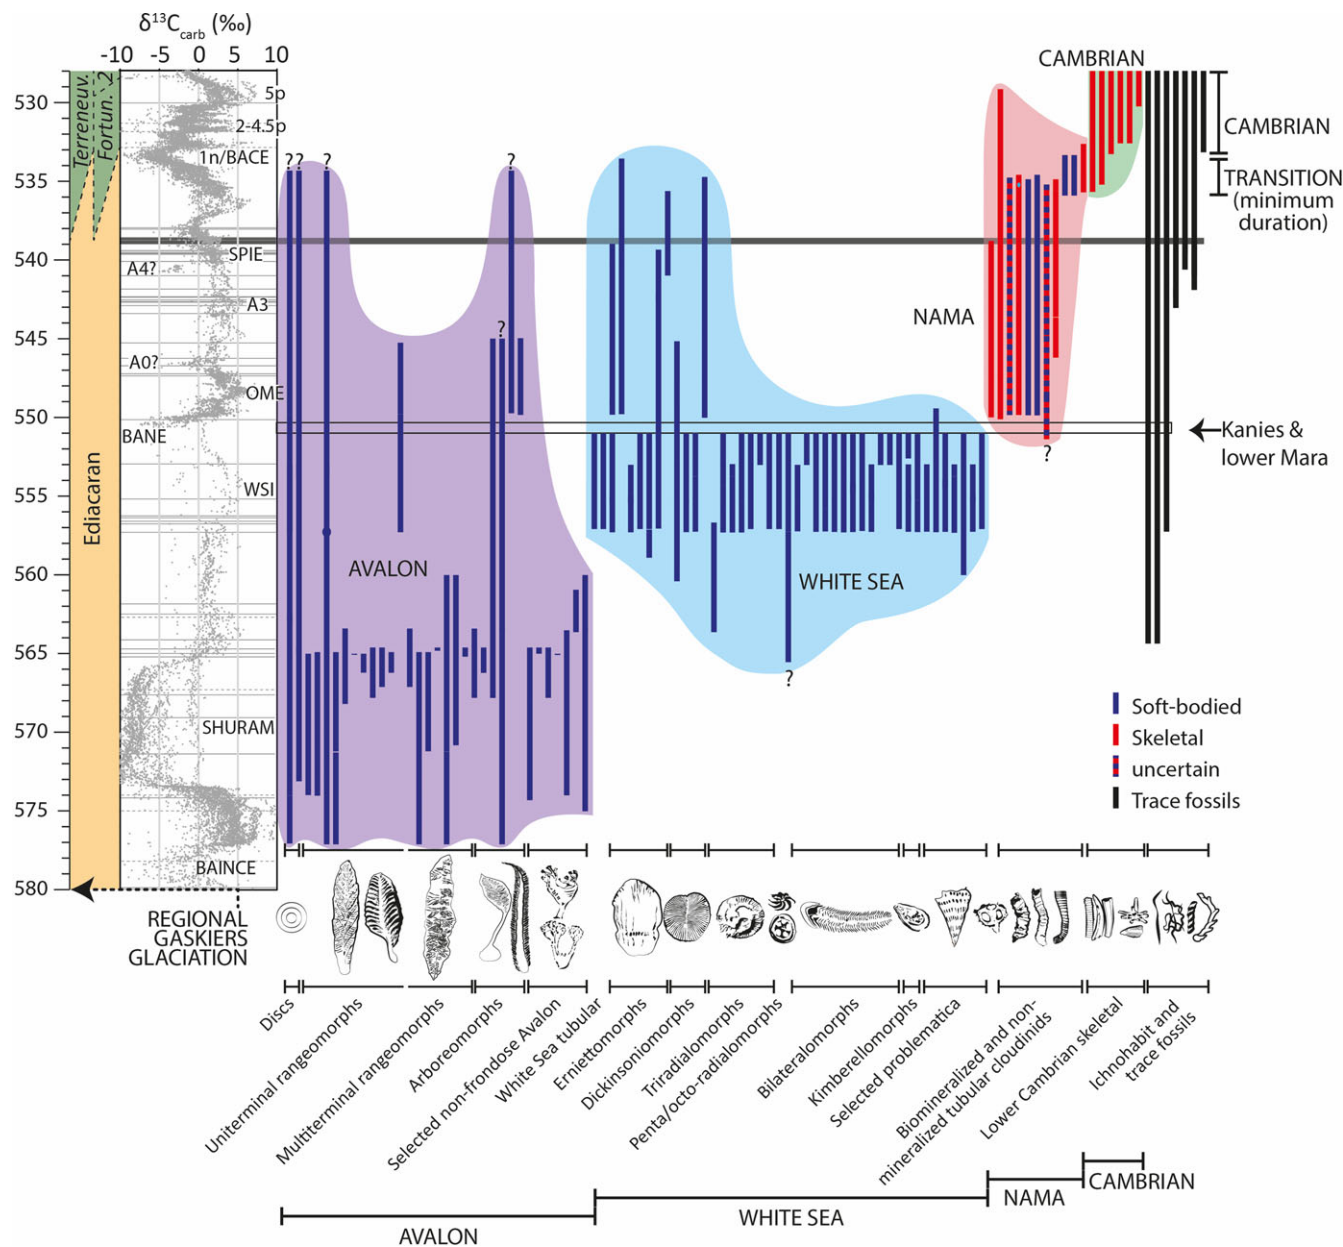 δ¹³C carb (‰)
-10 -5 0 5 10
CAMBRIAN
530
535
540
545
550
555
560
565
570
575
580
Terreneuv.
Fortun. 2
Ediacaran
5p
2-4.5p
1n/BACE
SPIE
A4?
A3
A0?
OME
BANE
WSI
SHURAM
BAINCE
? ? ? ?
?
?
?
AVALON
WHITE SEA
NAMA
CAMBRIAN
TRANSITION
(minimum
duration)
Kanies &
lower Mara
Soft-bodied
Skeletal
uncertain
Trace fossils
REGIONAL
GASKIERS
GLACIATION
Discs
Uniterminal rangeomorphs
Multiterminal rangeomorphs
Arboreomorphs
Selected non-frondose Avalon
White Sea tubular
Erniettomorphs
Dickinsoniomorphs
Triradialomorphs
Penta/octo-radialomorphs
Bilateralomorphs
Kimberellomorphs
Selected problematica
Biomineralized and non-
mineralized tubular cloudinids
Lower Cambrian skeletal
Ichnohabit and
trace fossils
AVALON
WHITE SEA
NAMA
CAMBRIAN